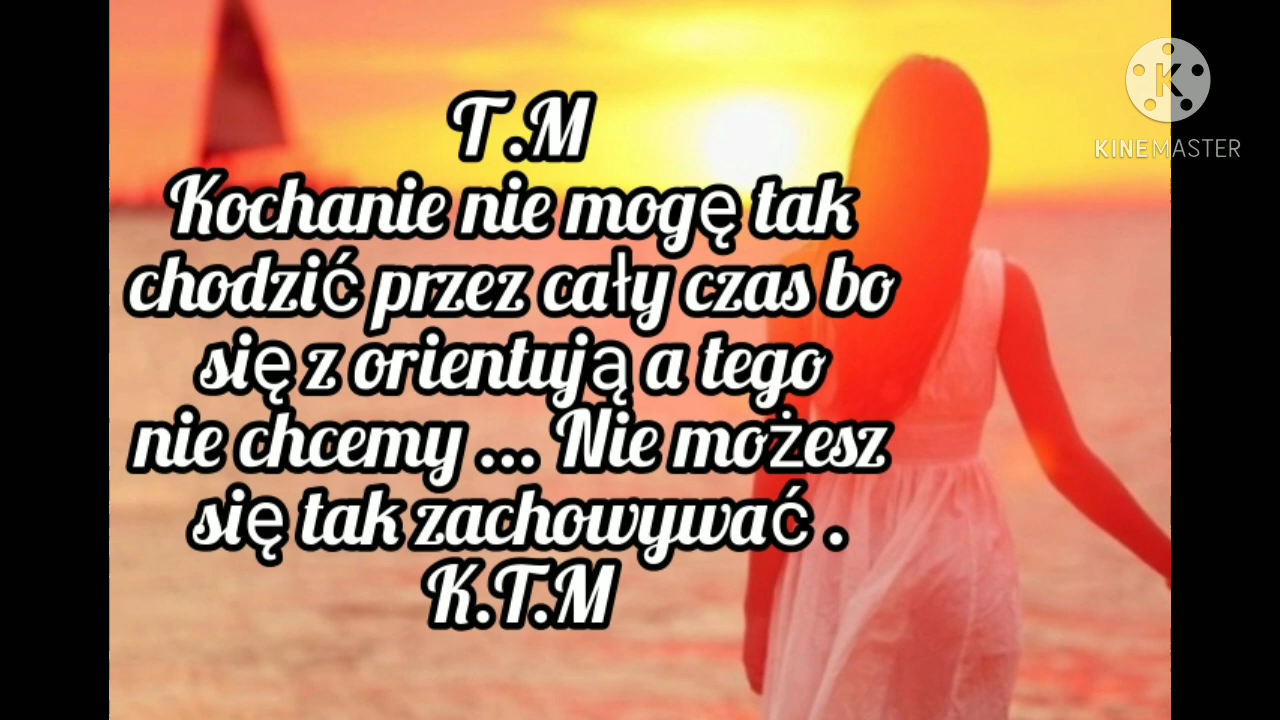 T.M
Kochanie nie mogę tak
chodzić przez cały czas bo
się z orientują a tego
nie chcemy ... Nie możesz
się tak zachowywać .
K.T.M
K
KINEMASTER